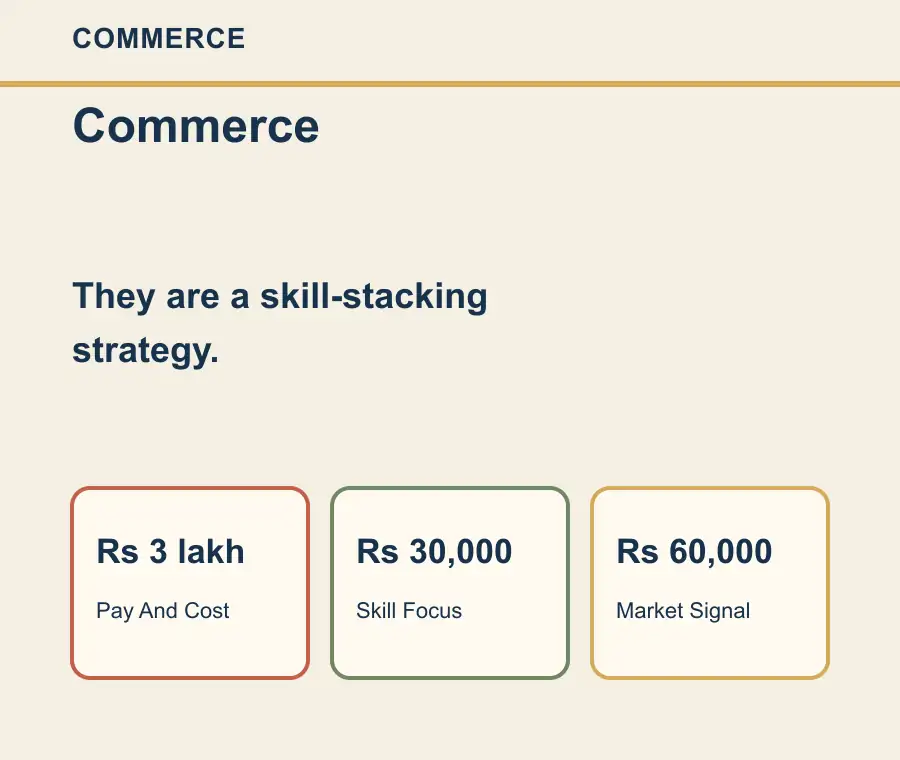 COMMERCE
Commerce
They are a skill-stacking
strategy.
Rs 3 lakh
Pay And Cost
Rs 30,000
Skill Focus
Rs 60,000
Market Signal